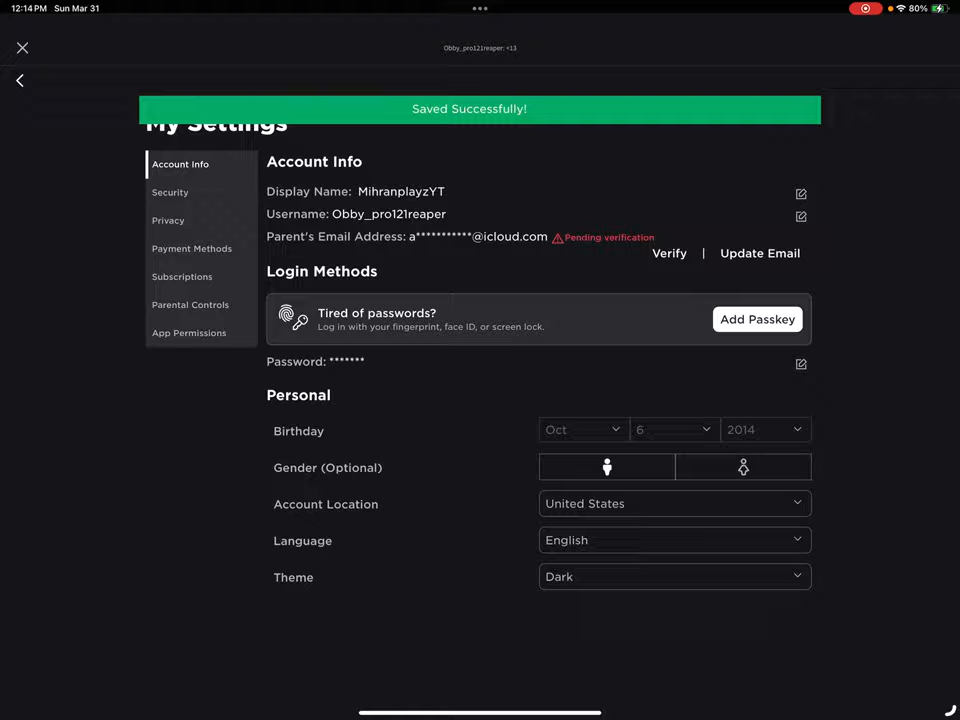 12:14 PM Sun Mar 31
80%
Obby_pro121reaper: <13
Saved Successfully!
My Settings
Account Info
Security
Privacy
Payment Methods
Subscriptions
Parental Controls
App Permissions
Account Info
Display Name: MihranplayzYT
Username: Obby_pro121reaper
Parent's Email Address: a***********@icloud.com Pending verification
Verify | Update Email
Login Methods
Tired of passwords?
Log in with your fingerprint, face ID, or screen lock.
Add Passkey
Password: *******
Personal
Birthday Oct 6 2014
Gender (Optional)
Account Location United States
Language English
Theme Dark